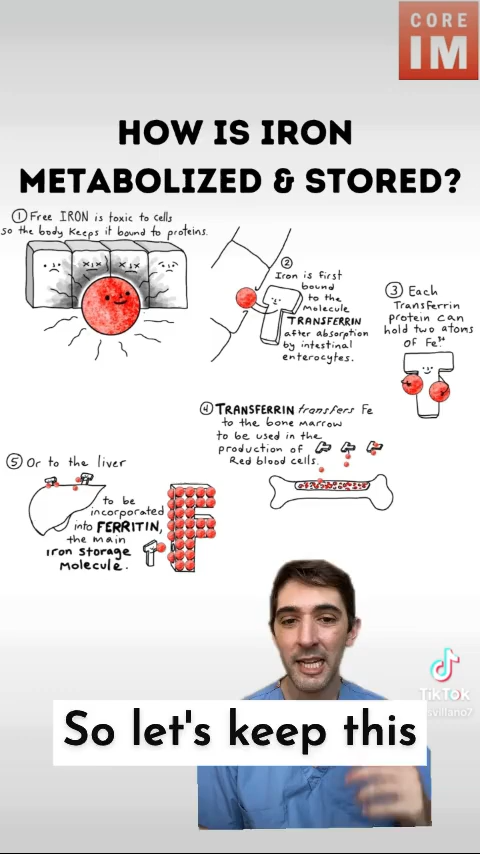 CORE
IM
HOW IS IRON
METABOLIZED & STORED?
① Free IRON is toxic to cells
so the body keeps it bound to proteins.
②
Iron is first
bound
to the
molecule
TRANSFERRIN
after absorption
by intestinal
enterocytes.
③ Each
Transferrin
protein can
hold two atoms
of Fe³⁺
④ TRANSFERRIN transfers Fe
to the bone marrow
to be used in the
production of
Red blood cells.
⑤ Or to the liver
to be
incorporated
into FERRITIN,
the main
iron storage
molecule.
TikTok
So let's keep this